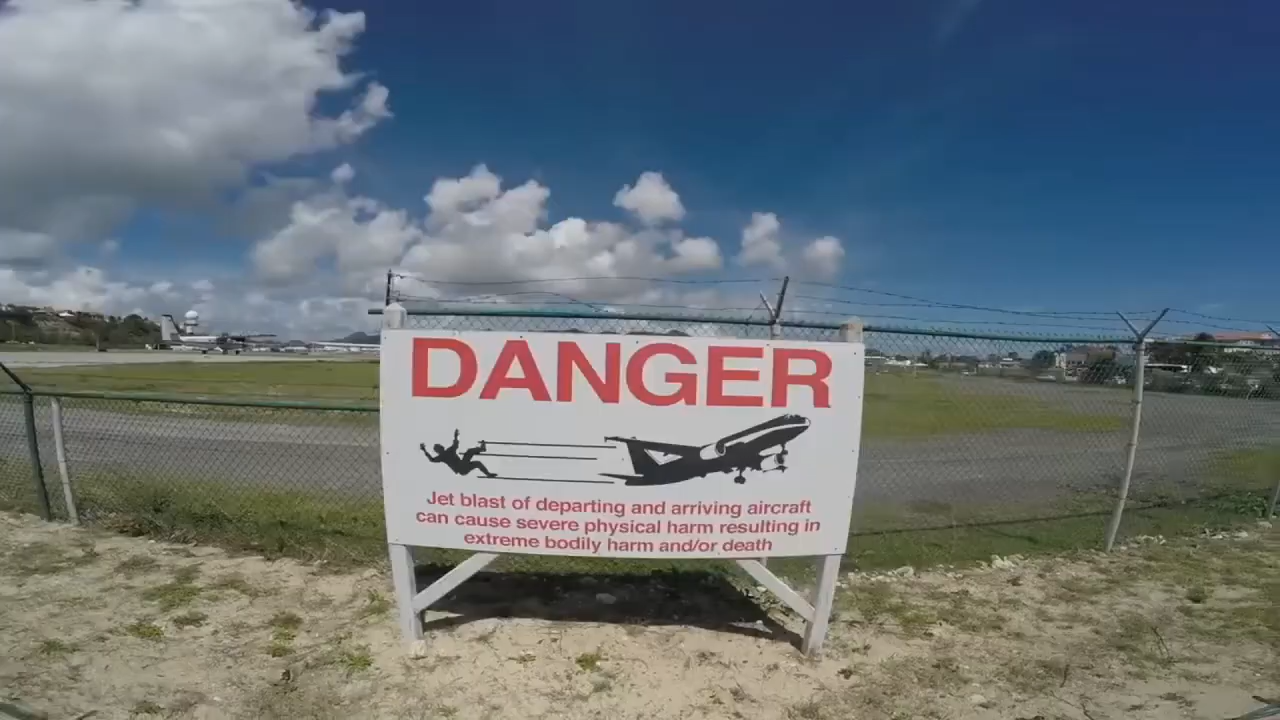 DANGER
Jet blast of departing and arriving aircraft
can cause severe physical harm resulting in
extreme bodily harm and/or death